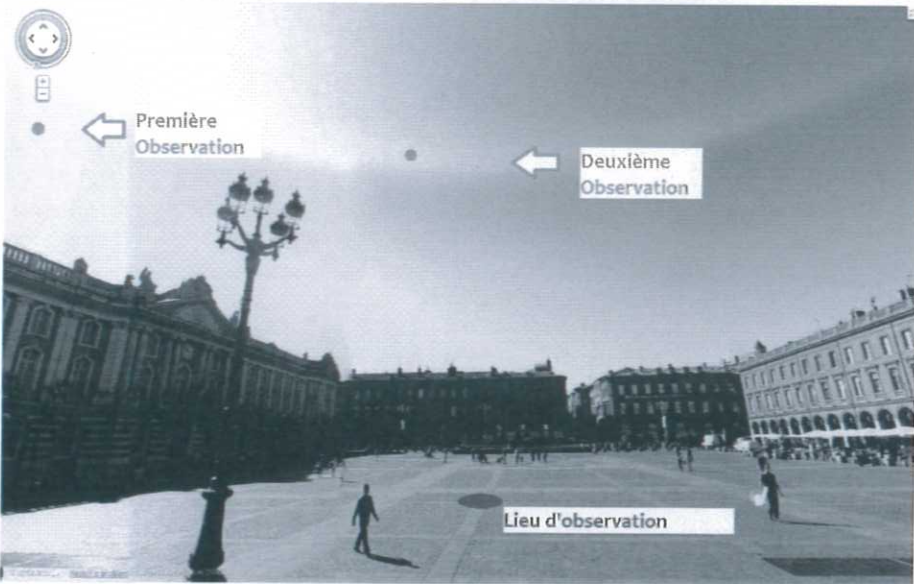 Première
Observation
Deuxième
Observation
Lieu d'observation